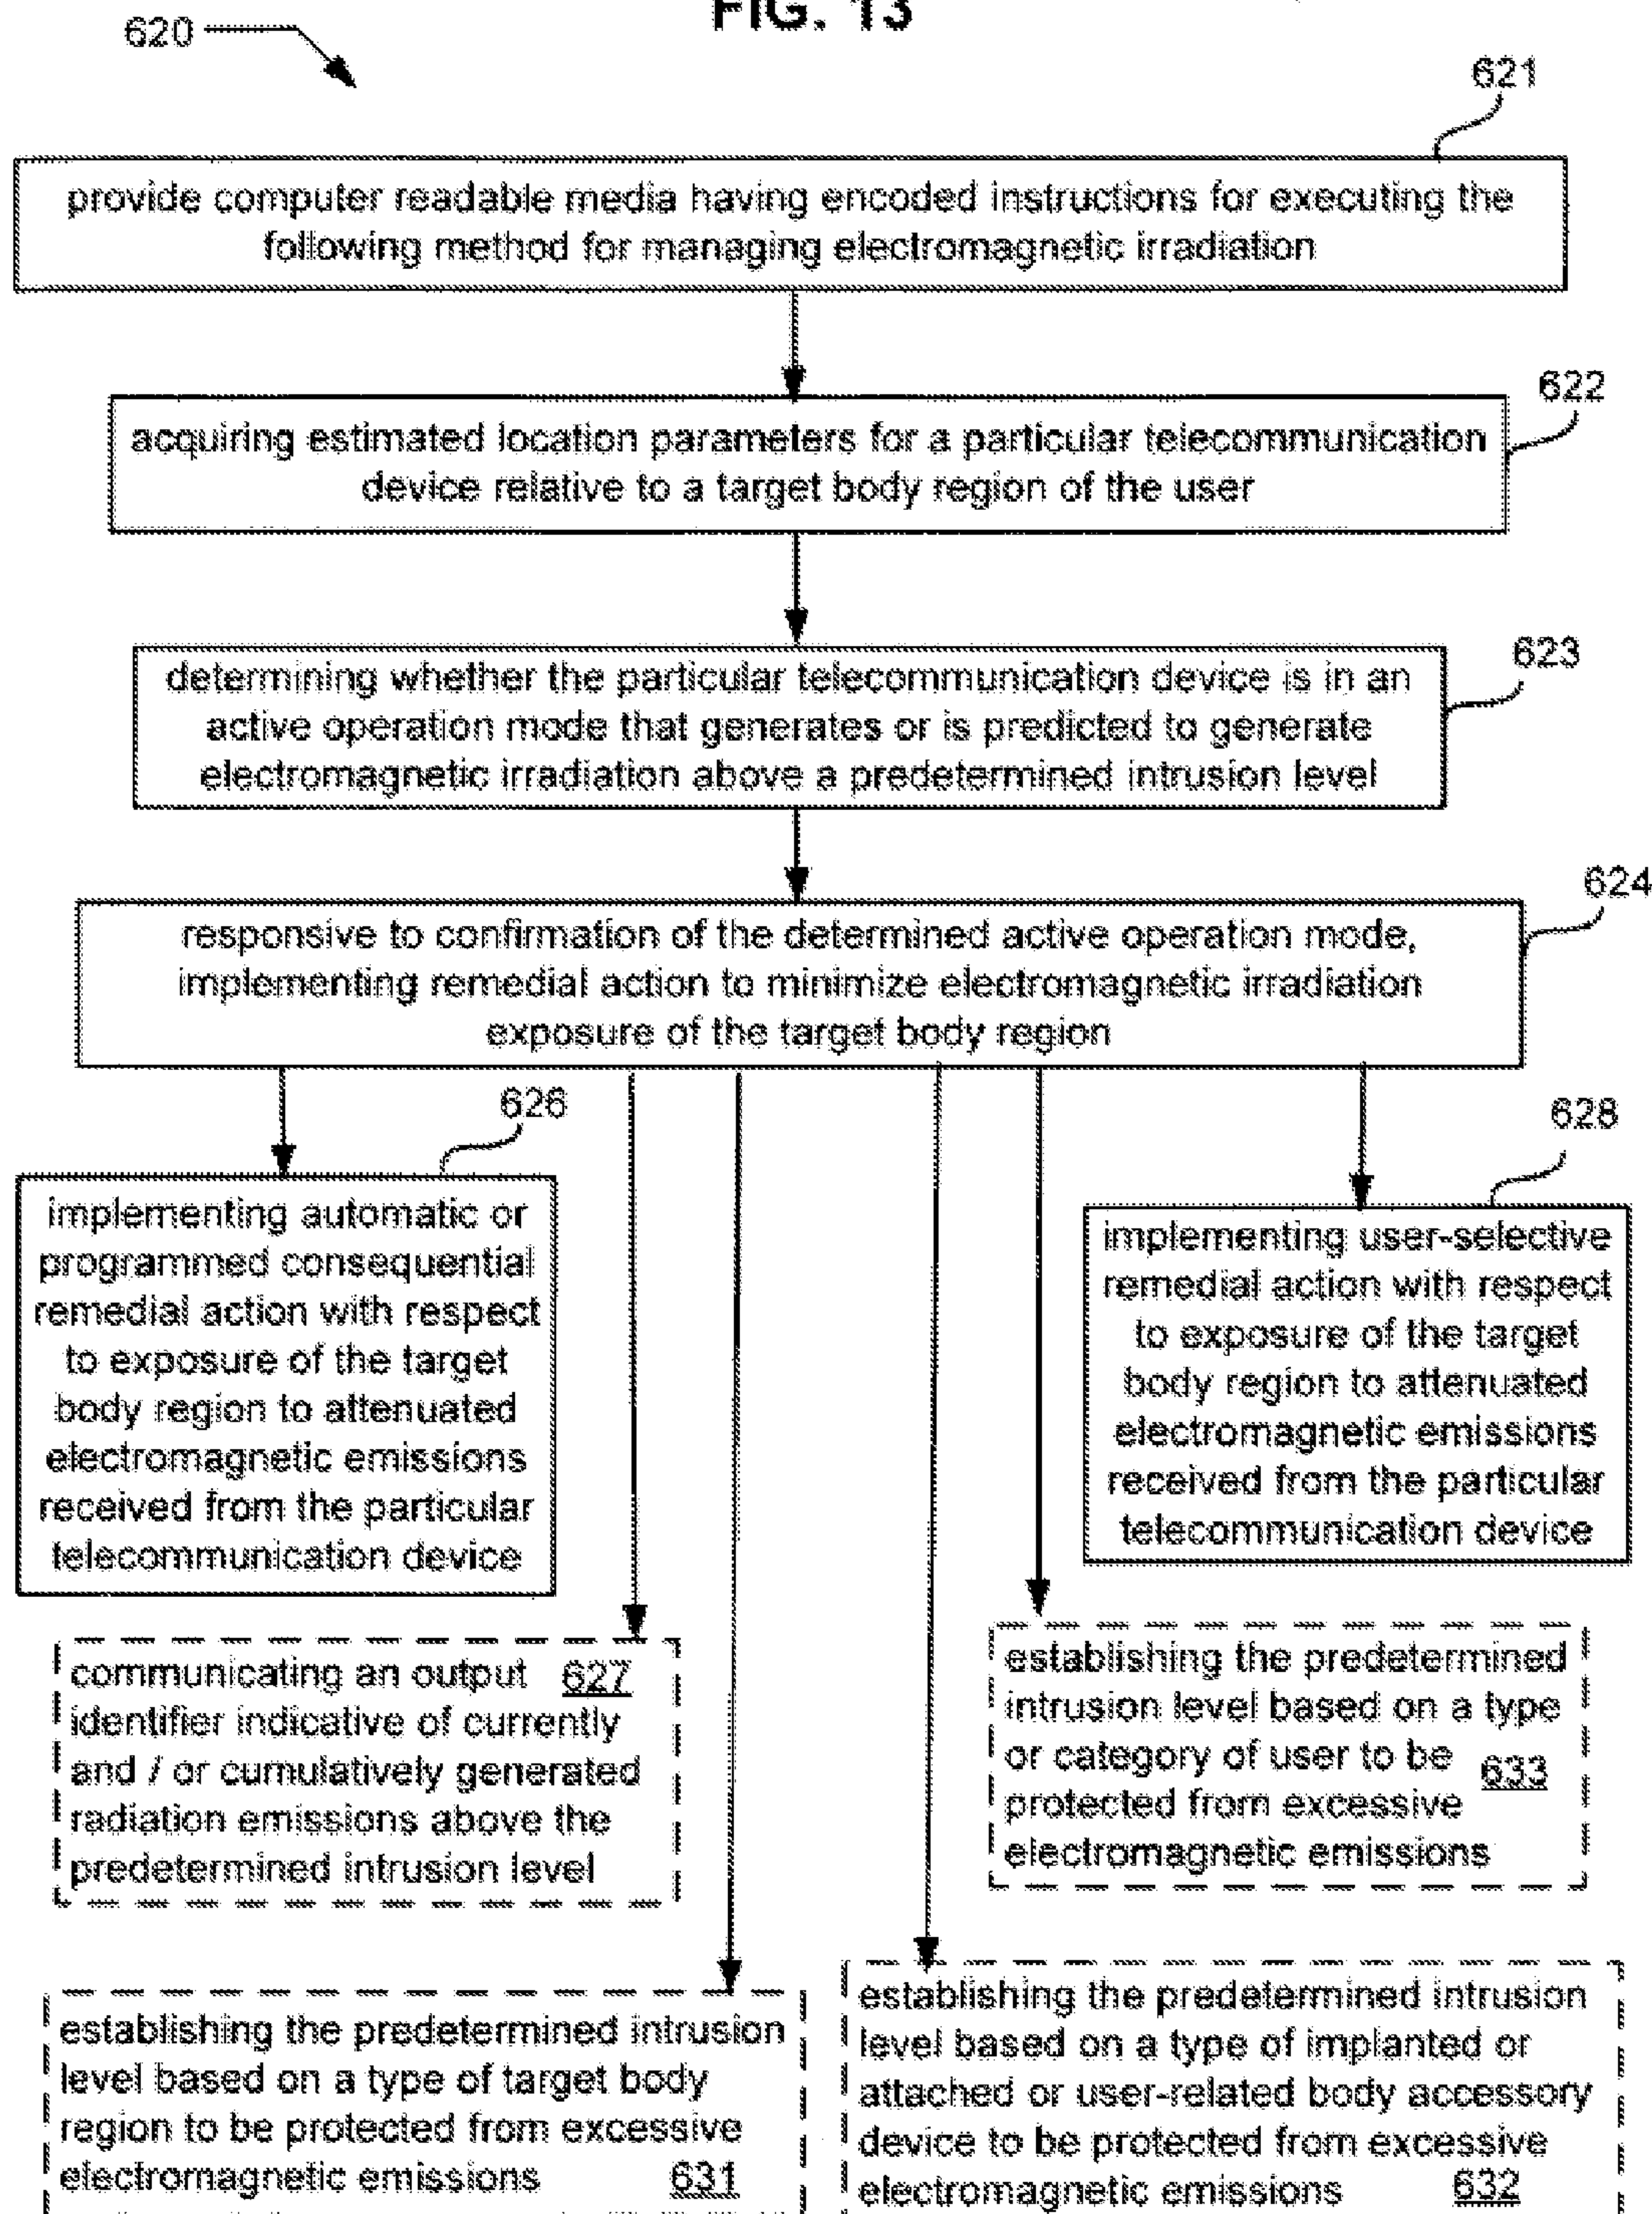 FIG. 13
620
621
provide computer readable media having encoded instructions for executing the
following method for managing electromagnetic irradiation
622
acquiring estimated location parameters for a particular telecommunication
device relative to a target body region of the user
623
determining whether the particular telecommunication device is in an
active operation mode that generates or is predicted to generate
electromagnetic irradiation above a predetermined intrusion level
624
responsive to confirmation of the determined active operation mode,
implementing remedial action to minimize electromagnetic irradiation
exposure of the target body region
626
implementing automatic or
programmed consequential
remedial action with respect
to exposure of the target
body region to attenuated
electromagnetic emissions
received from the particular
telecommunication device
628
implementing user-selective
remedial action with respect
to exposure of the target
body region to attenuated
electromagnetic emissions
received from the particular
telecommunication device
communicating an output 627
identifier indicative of currently
and / or cumulatively generated
radiation emissions above the
predetermined intrusion level
establishing the predetermined
intrusion level based on a type
or category of user to be 633
protected from excessive
electromagnetic emissions
establishing the predetermined intrusion
level based on a type of target body
region to be protected from excessive
electromagnetic emissions 631
establishing the predetermined intrusion
level based on a type of implanted or
attached or user-related body accessory
device to be protected from excessive
electromagnetic emissions 632